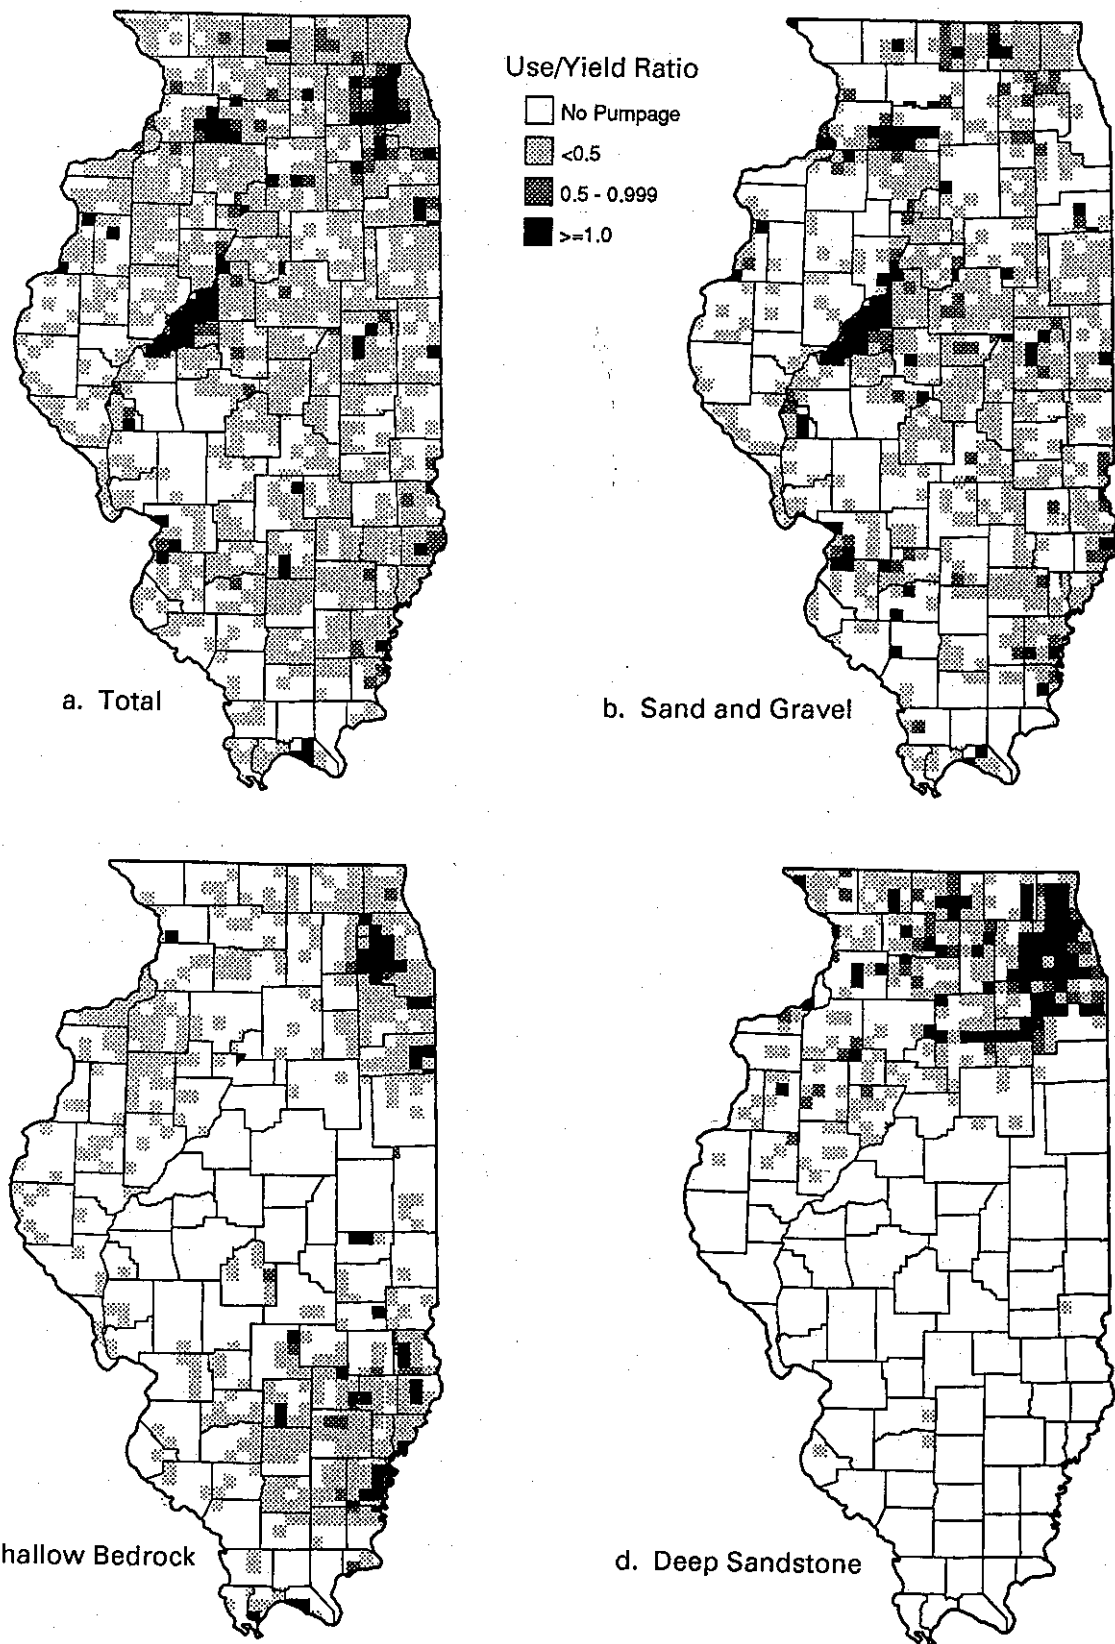 Use/Yield Ratio
No Pumpage
<0.5
0.5 - 0.999
>=1.0
a. Total
b. Sand and Gravel
hallow Bedrock
d. Deep Sandstone